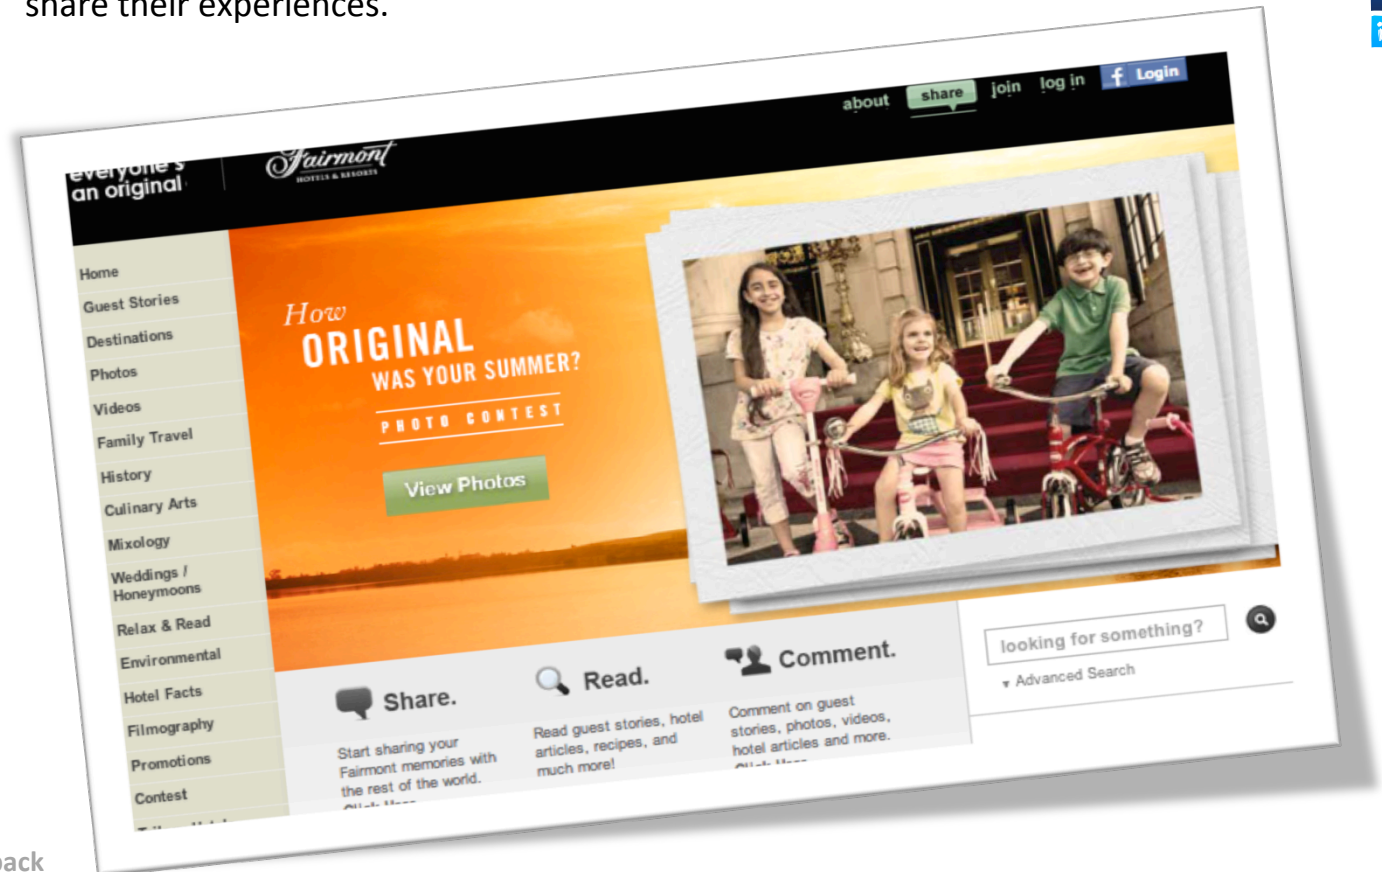 share their experiences.
about share join log in f Login
everyone's
an original
Fairmont
HOTELS & RESORTS
Home
Guest Stories
Destinations
Photos
Videos
Family Travel
History
Culinary Arts
Mixology
Weddings /
Honeymoons
Relax & Read
Environmental
Hotel Facts
Filmography
Promotions
Contest
How
ORIGINAL
WAS YOUR SUMMER?
PHOTO CONTEST
View Photos
Share.
Start sharing your
Fairmont memories with
the rest of the world.
Click Here
Read.
Read guest stories, hotel
articles, recipes, and
much more!
Comment.
Comment on guest
stories, photos, videos,
hotel articles and more.
Click Here
looking for something?
▾ Advanced Search